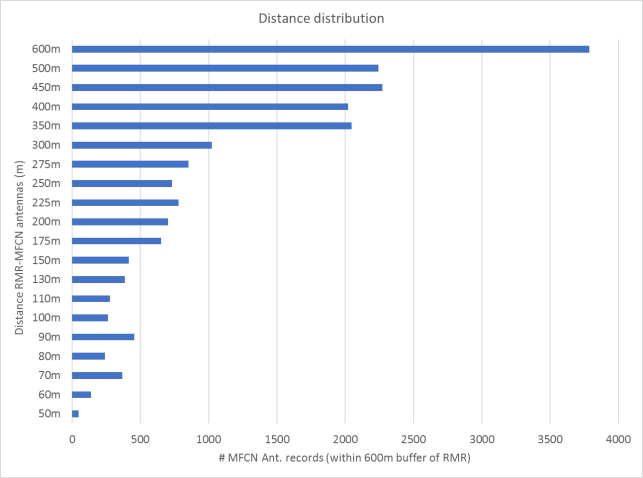 Distance distribution
Distance RMR-MFCN antennas (m)
600m
500m
450m
400m
350m
300m
275m
250m
225m
200m
175m
150m
130m
110m
100m
90m
80m
70m
60m
50m
0 500 1000 1500 2000 2500 3000 3500 4000
# MFCN Ant. records (within 600m buffer of RMR)